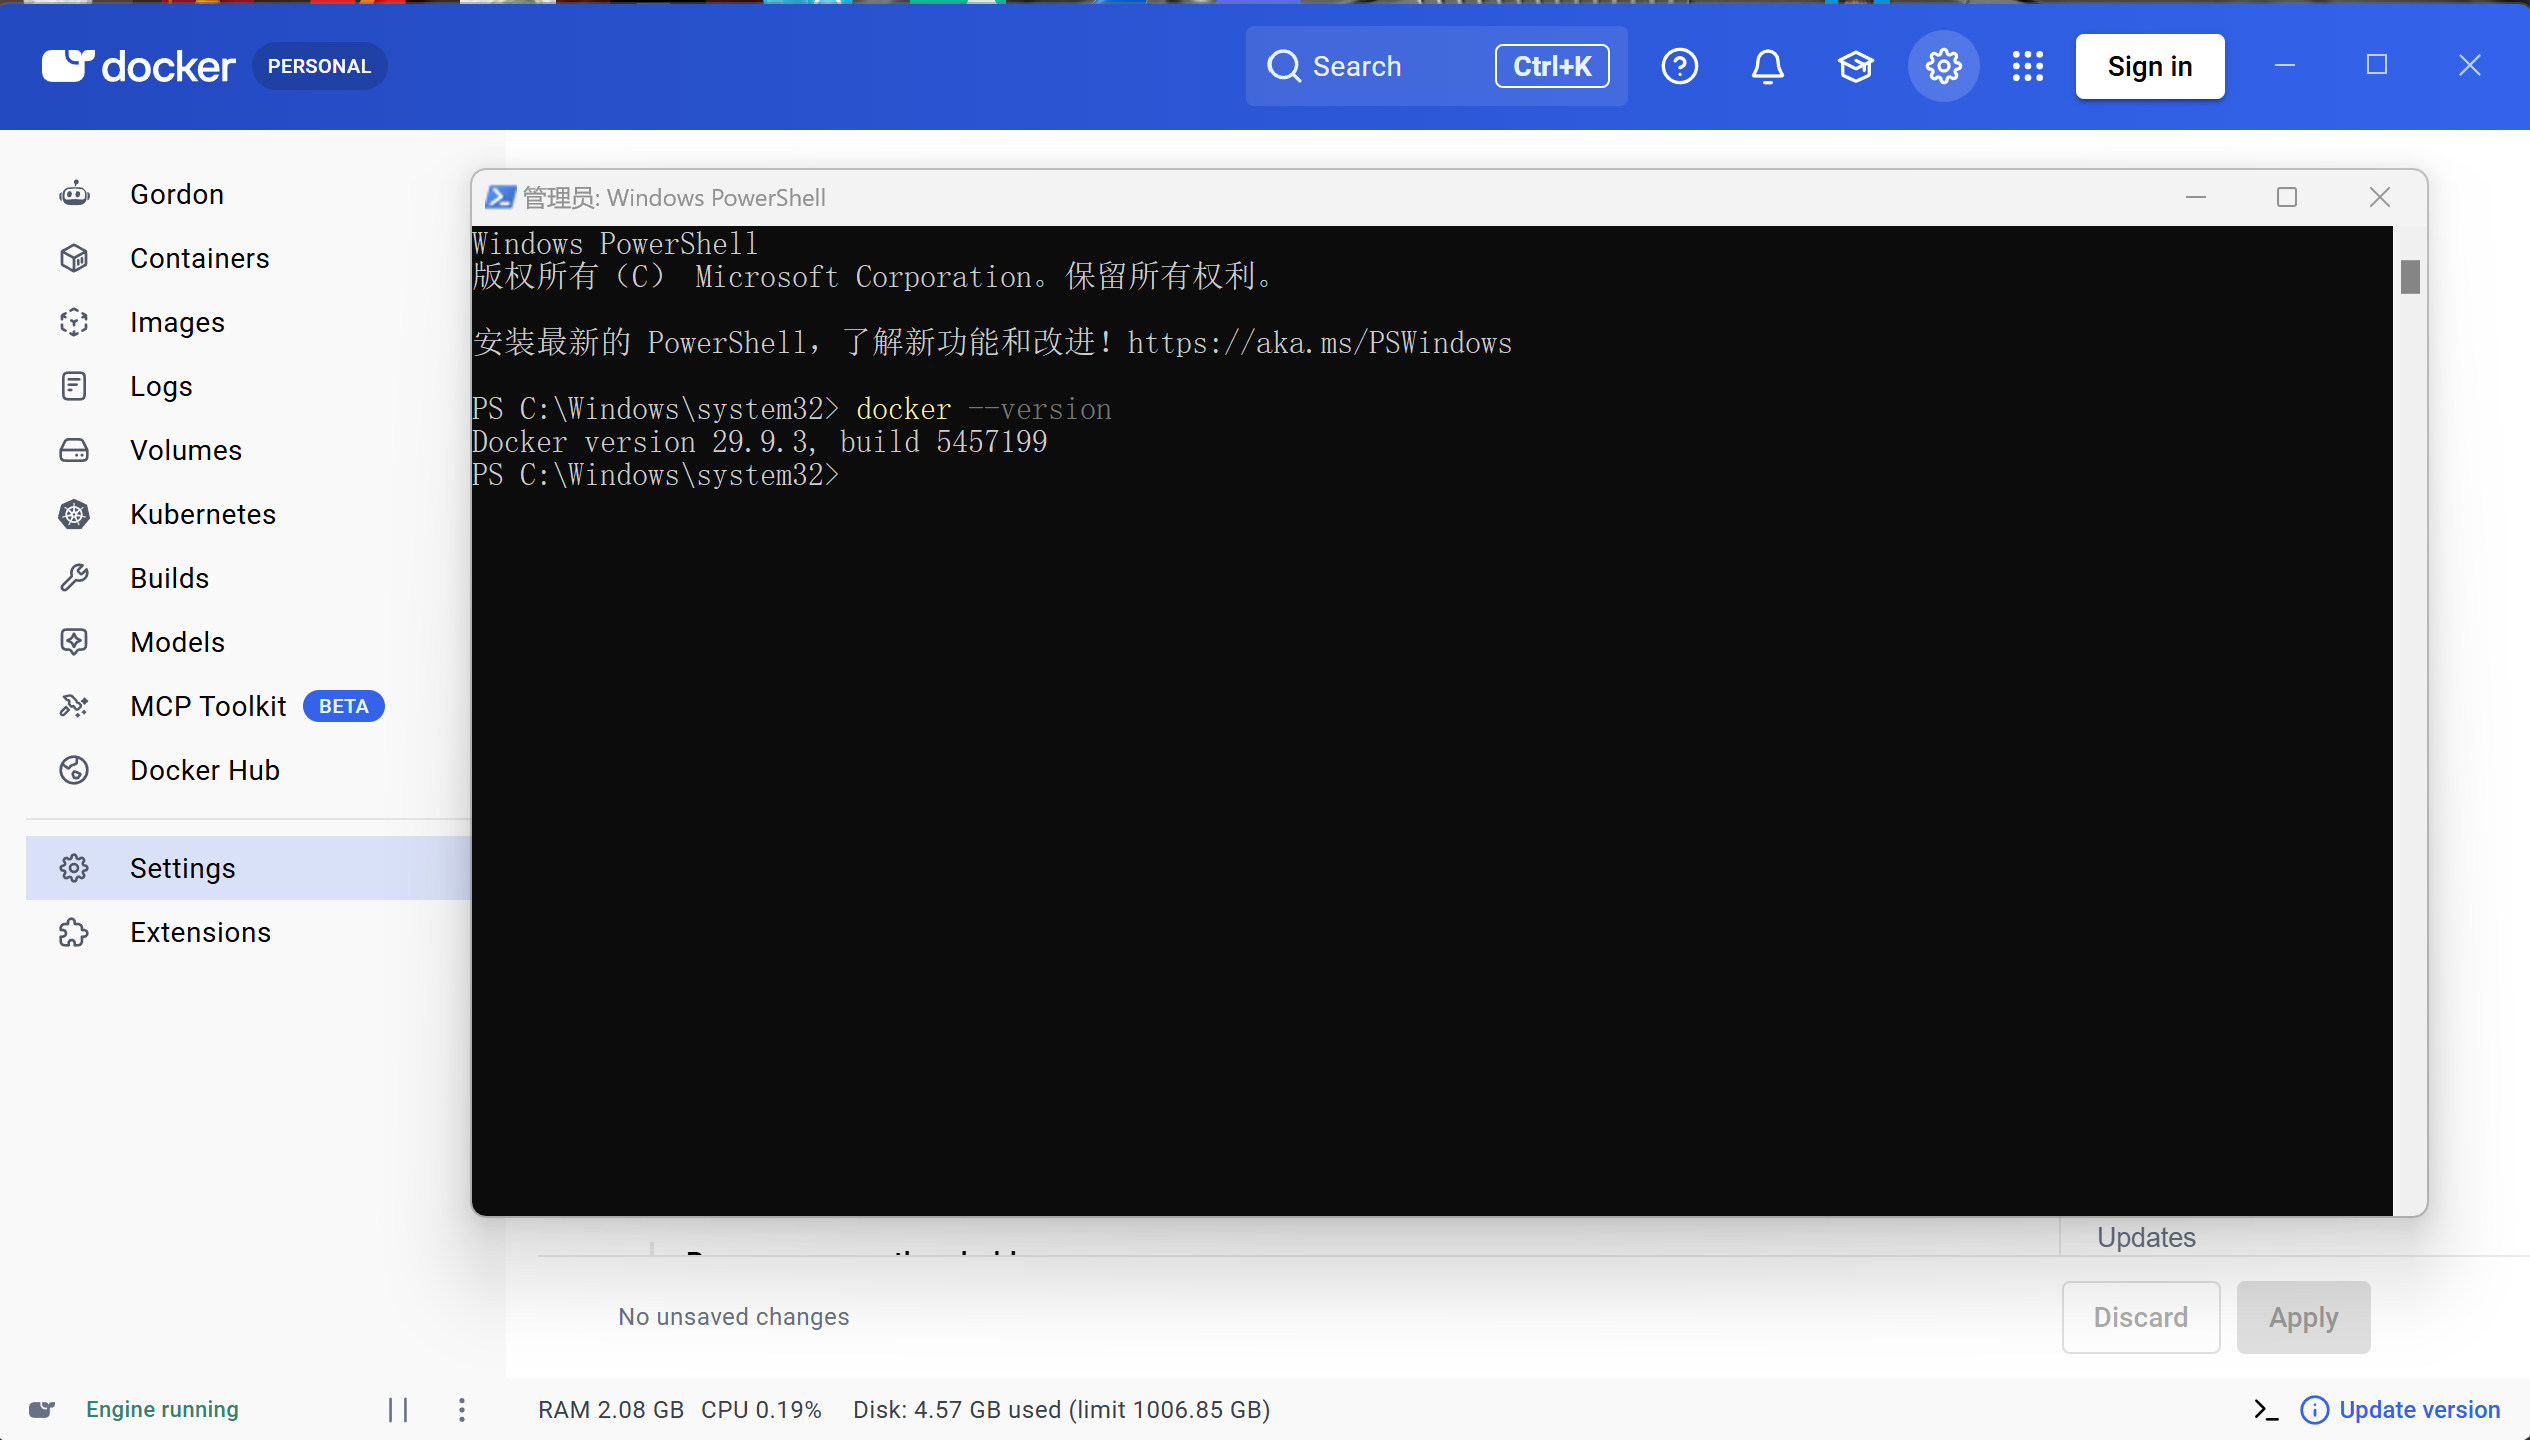 docker PERSONAL
Search Ctrl+K
Sign in
Gordon
Containers
Images
Logs
Volumes
Kubernetes
Builds
Models
MCP Toolkit BETA
Docker Hub
Settings
Extensions
管理员: Windows PowerShell
Windows PowerShell
版权所有（C） Microsoft Corporation。保留所有权利。
安装最新的 PowerShell，了解新功能和改进！https://aka.ms/PSWindows
PS C:\Windows\system32> docker --version
Docker version 29.9.3, build 5457199
PS C:\Windows\system32>
Updates
No unsaved changes
Discard
Apply
Engine running
RAM 2.08 GB CPU 0.19% Disk: 4.57 GB used (limit 1006.85 GB)
Update version